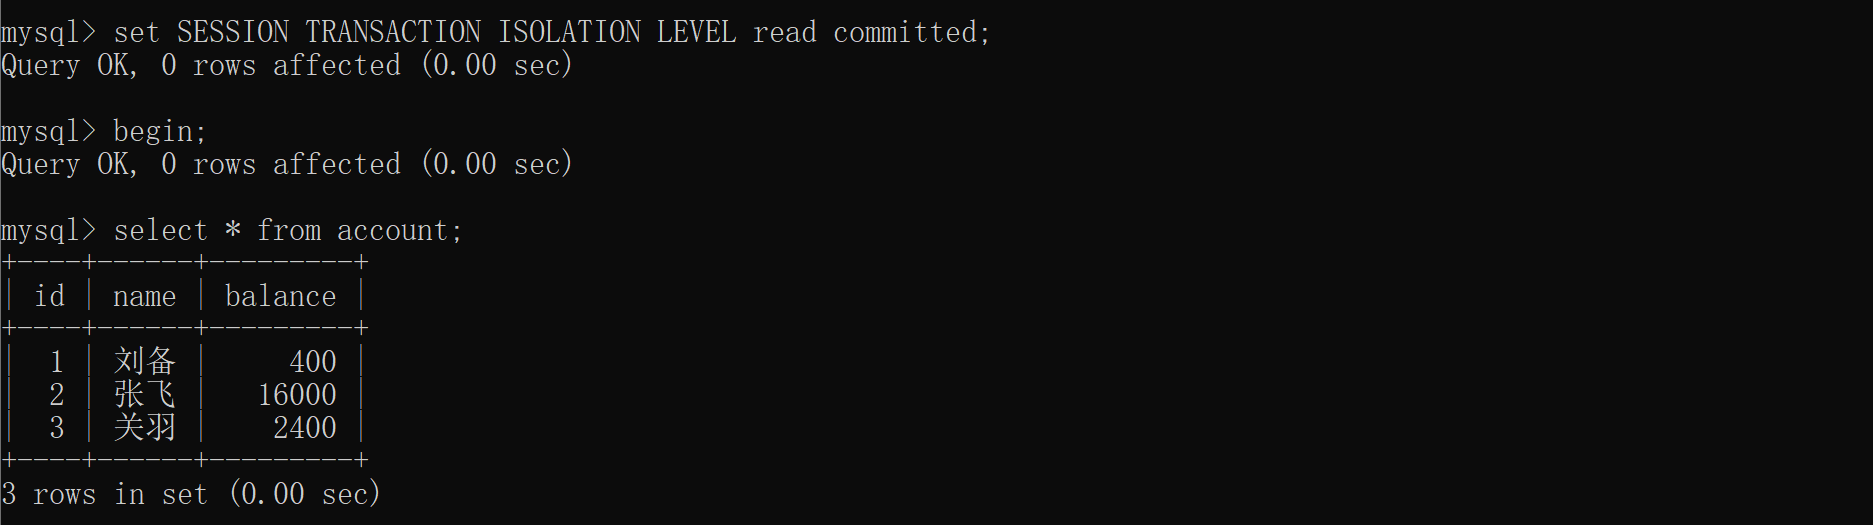 mysql> set SESSION TRANSACTION ISOLATION LEVEL read committed;
Query OK, 0 rows affected (0.00 sec)
mysql> begin;
Query OK, 0 rows affected (0.00 sec)
mysql> select * from account;
+----+------+---------+
| id | name | balance |
+----+------+---------+
|  1 | 刘备 |     400 |
|  2 | 张飞 |   16000 |
|  3 | 关羽 |    2400 |
+----+------+---------+
3 rows in set (0.00 sec)